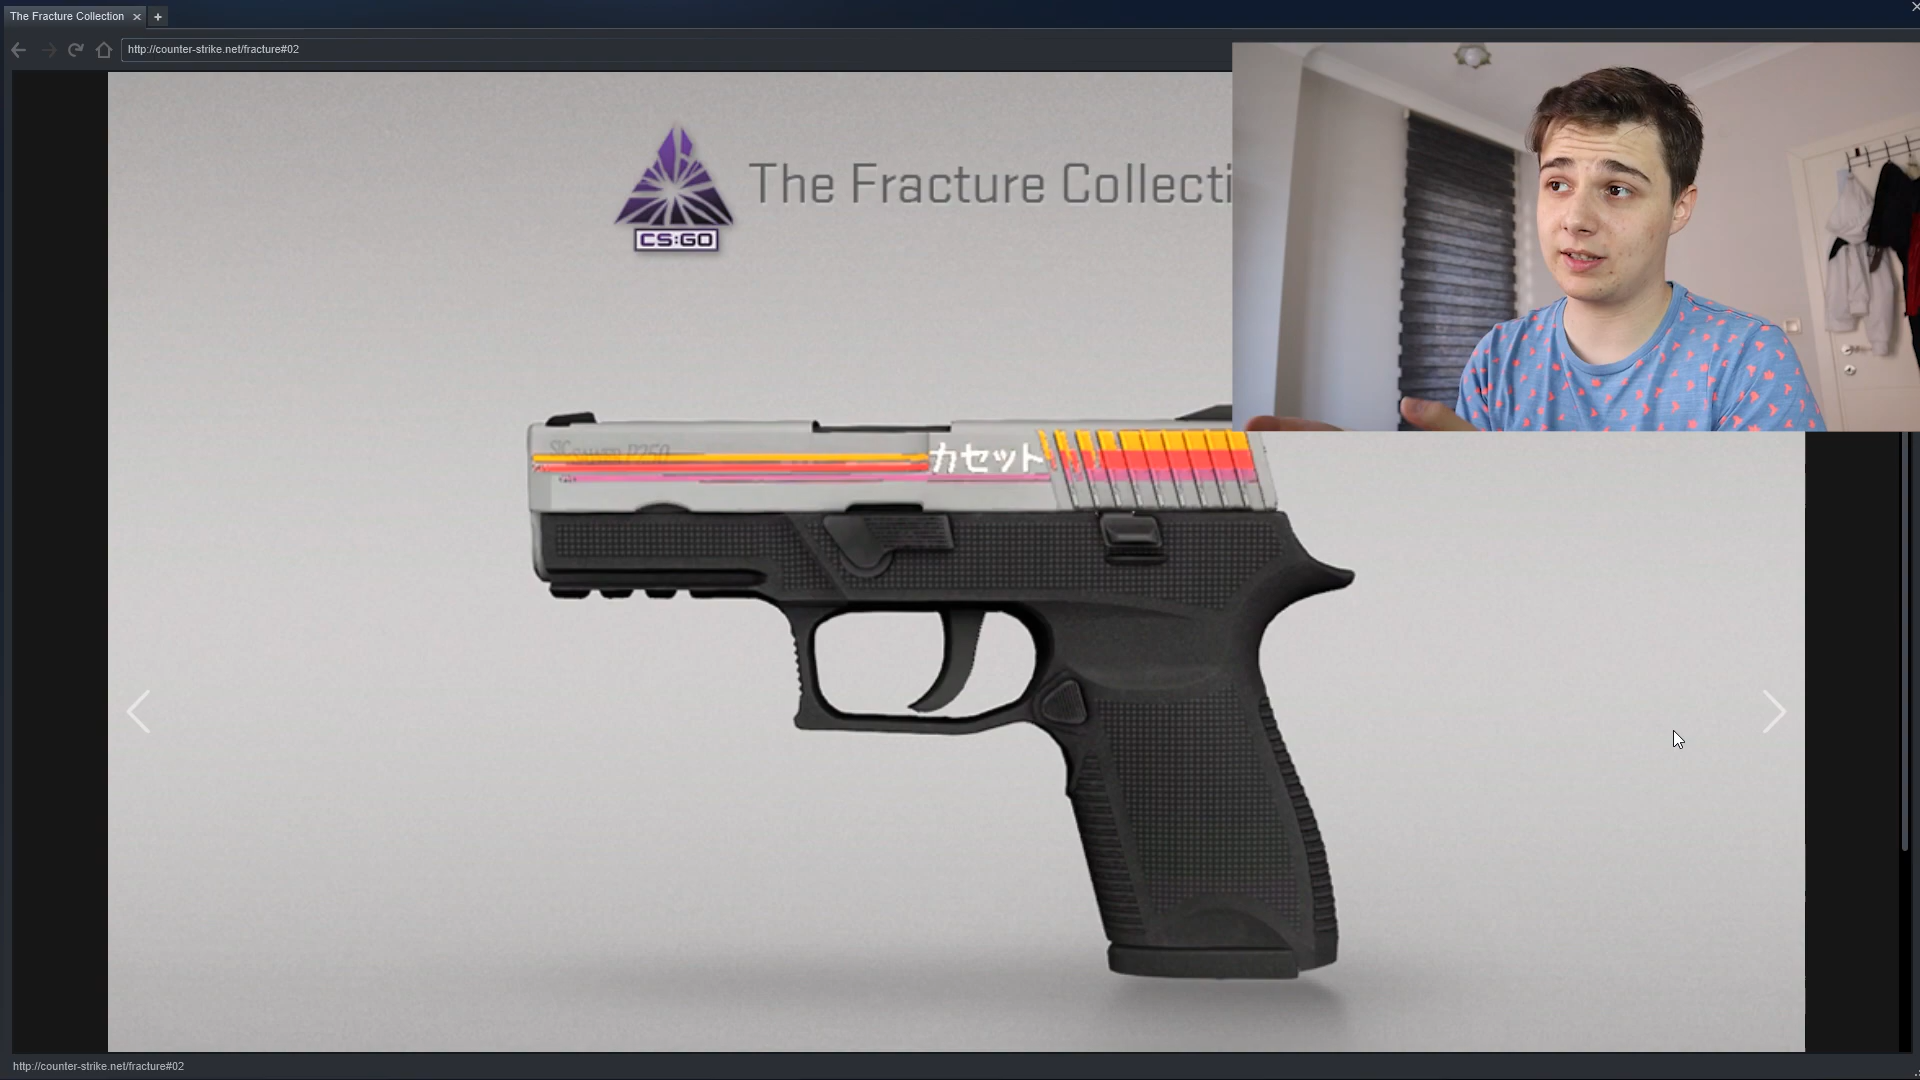 The Fracture Collection
http://counter-strike.net/fracture#02
The Fracture Collecti
CS:GO
P250
カセット
http://counter-strike.net/fracture#02